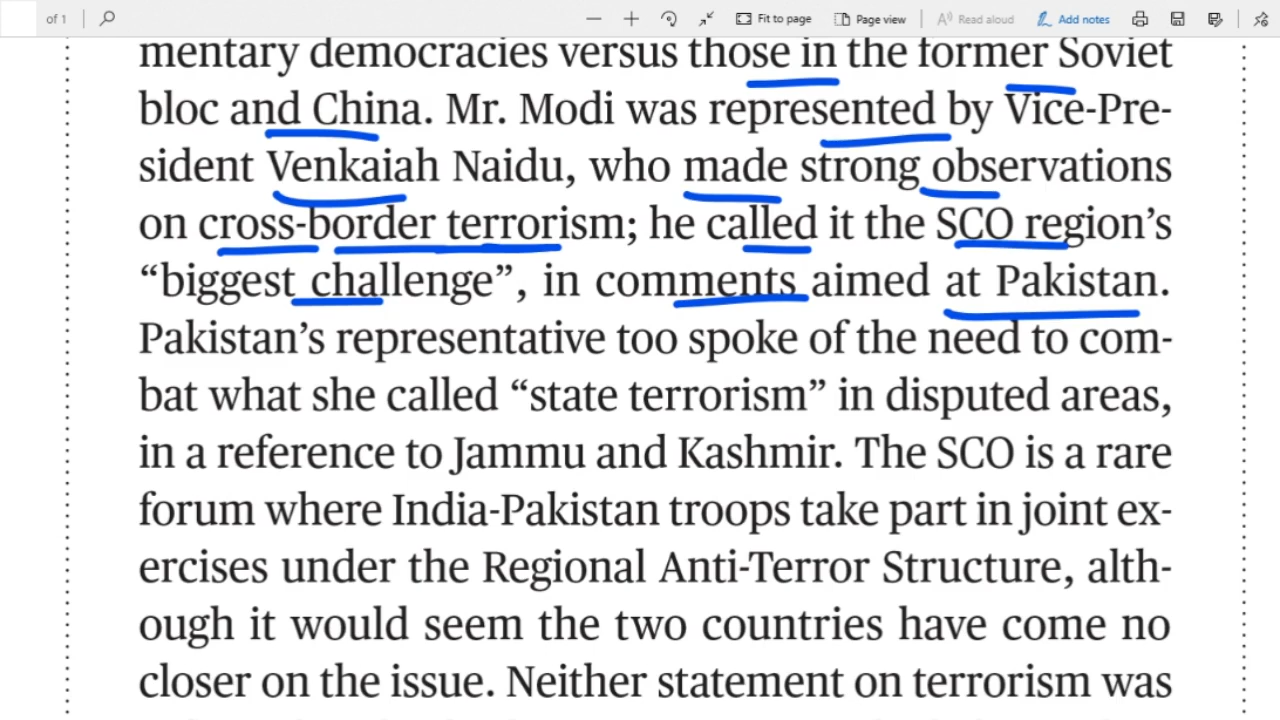 of 1
Fit to page
Page view
Read aloud
Add notes
mentary democracies versus those in the former Soviet
bloc and China. Mr. Modi was represented by Vice-Pre-
sident Venkaiah Naidu, who made strong observations
on cross-border terrorism; he called it the SCO region’s
“biggest challenge”, in comments aimed at Pakistan.
Pakistan’s representative too spoke of the need to com-
bat what she called “state terrorism” in disputed areas,
in a reference to Jammu and Kashmir. The SCO is a rare
forum where India-Pakistan troops take part in joint ex-
ercises under the Regional Anti-Terror Structure, alth-
ough it would seem the two countries have come no
closer on the issue. Neither statement on terrorism was